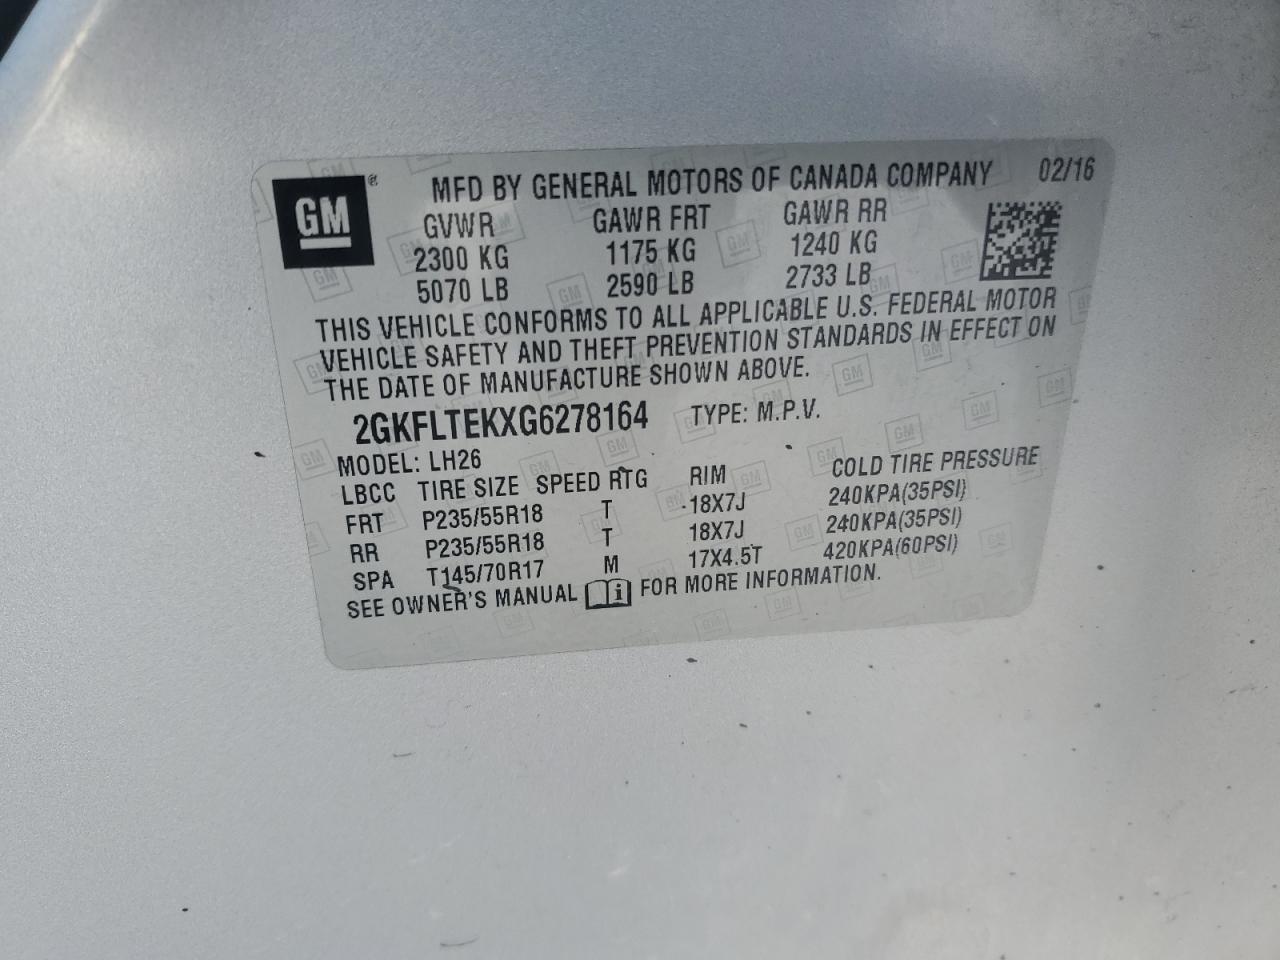 GM ® MFD BY GENERAL MOTORS OF CANADA COMPANY 02/16
GVWR GAWR FRT GAWR RR
2300 KG 1175 KG 1240 KG
5070 LB 2590 LB 2733 LB
THIS VEHICLE CONFORMS TO ALL APPLICABLE U.S. FEDERAL MOTOR
VEHICLE SAFETY AND THEFT PREVENTION STANDARDS IN EFFECT ON
THE DATE OF MANUFACTURE SHOWN ABOVE.
2GKFLTEKXG6278164 TYPE: M.P.V.
MODEL: LH26
LBCC TIRE SIZE SPEED RTG RIM COLD TIRE PRESSURE
FRT P235/55R18 T 18X7J 240KPA(35PSI)
RR P235/55R18 T 18X7J 240KPA(35PSI)
SPA T145/70R17 M 17X4.5T 420KPA(60PSI)
SEE OWNER'S MANUAL i FOR MORE INFORMATION.